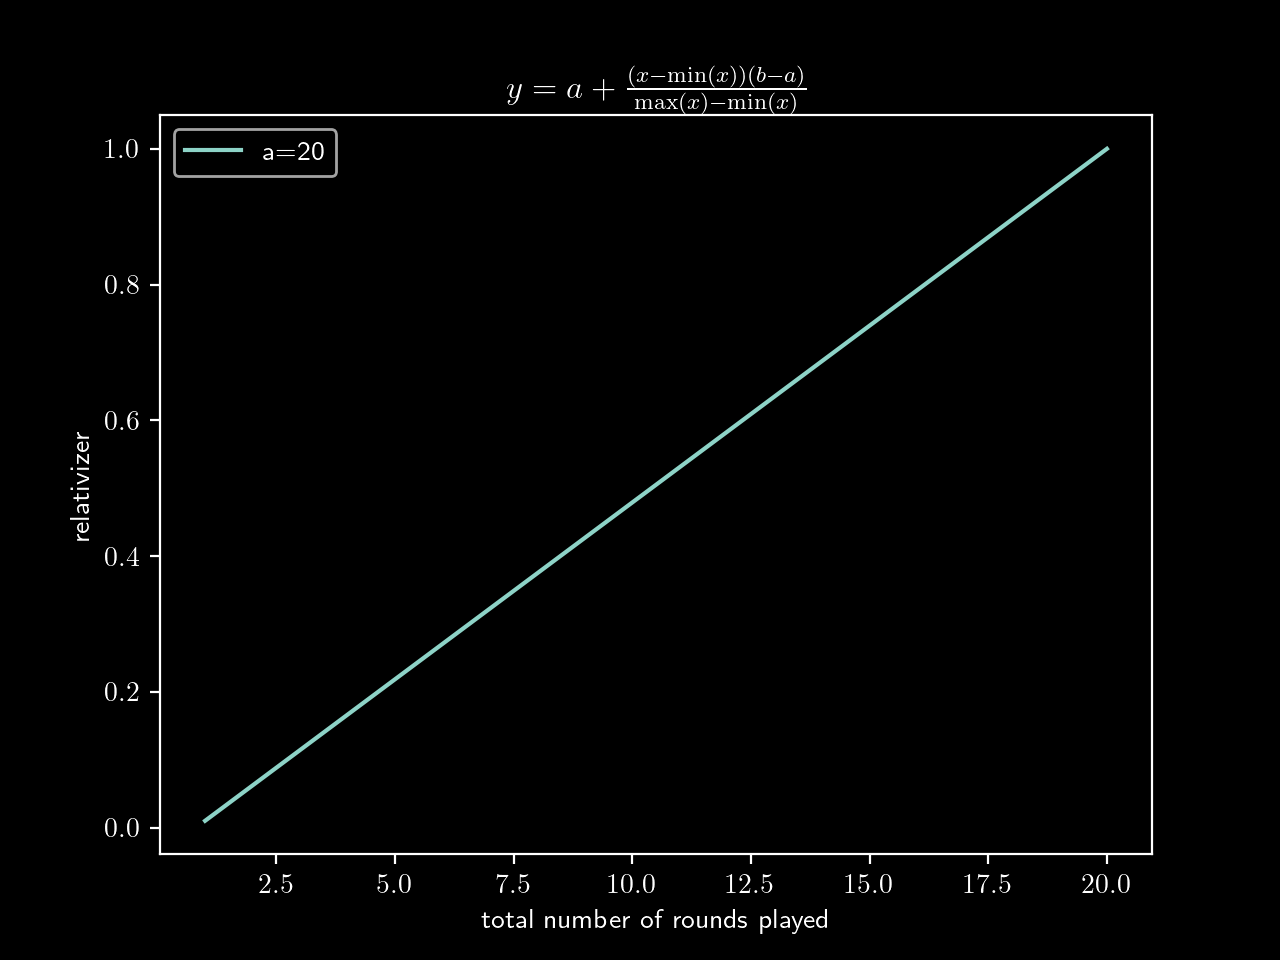 y = a + \frac{(x-\min(x))(b-a)}{\max(x)-\min(x)}
a=20
1.0
0.8
0.6
0.4
0.2
0.0
relativizer
2.5 5.0 7.5 10.0 12.5 15.0 17.5 20.0
total number of rounds played